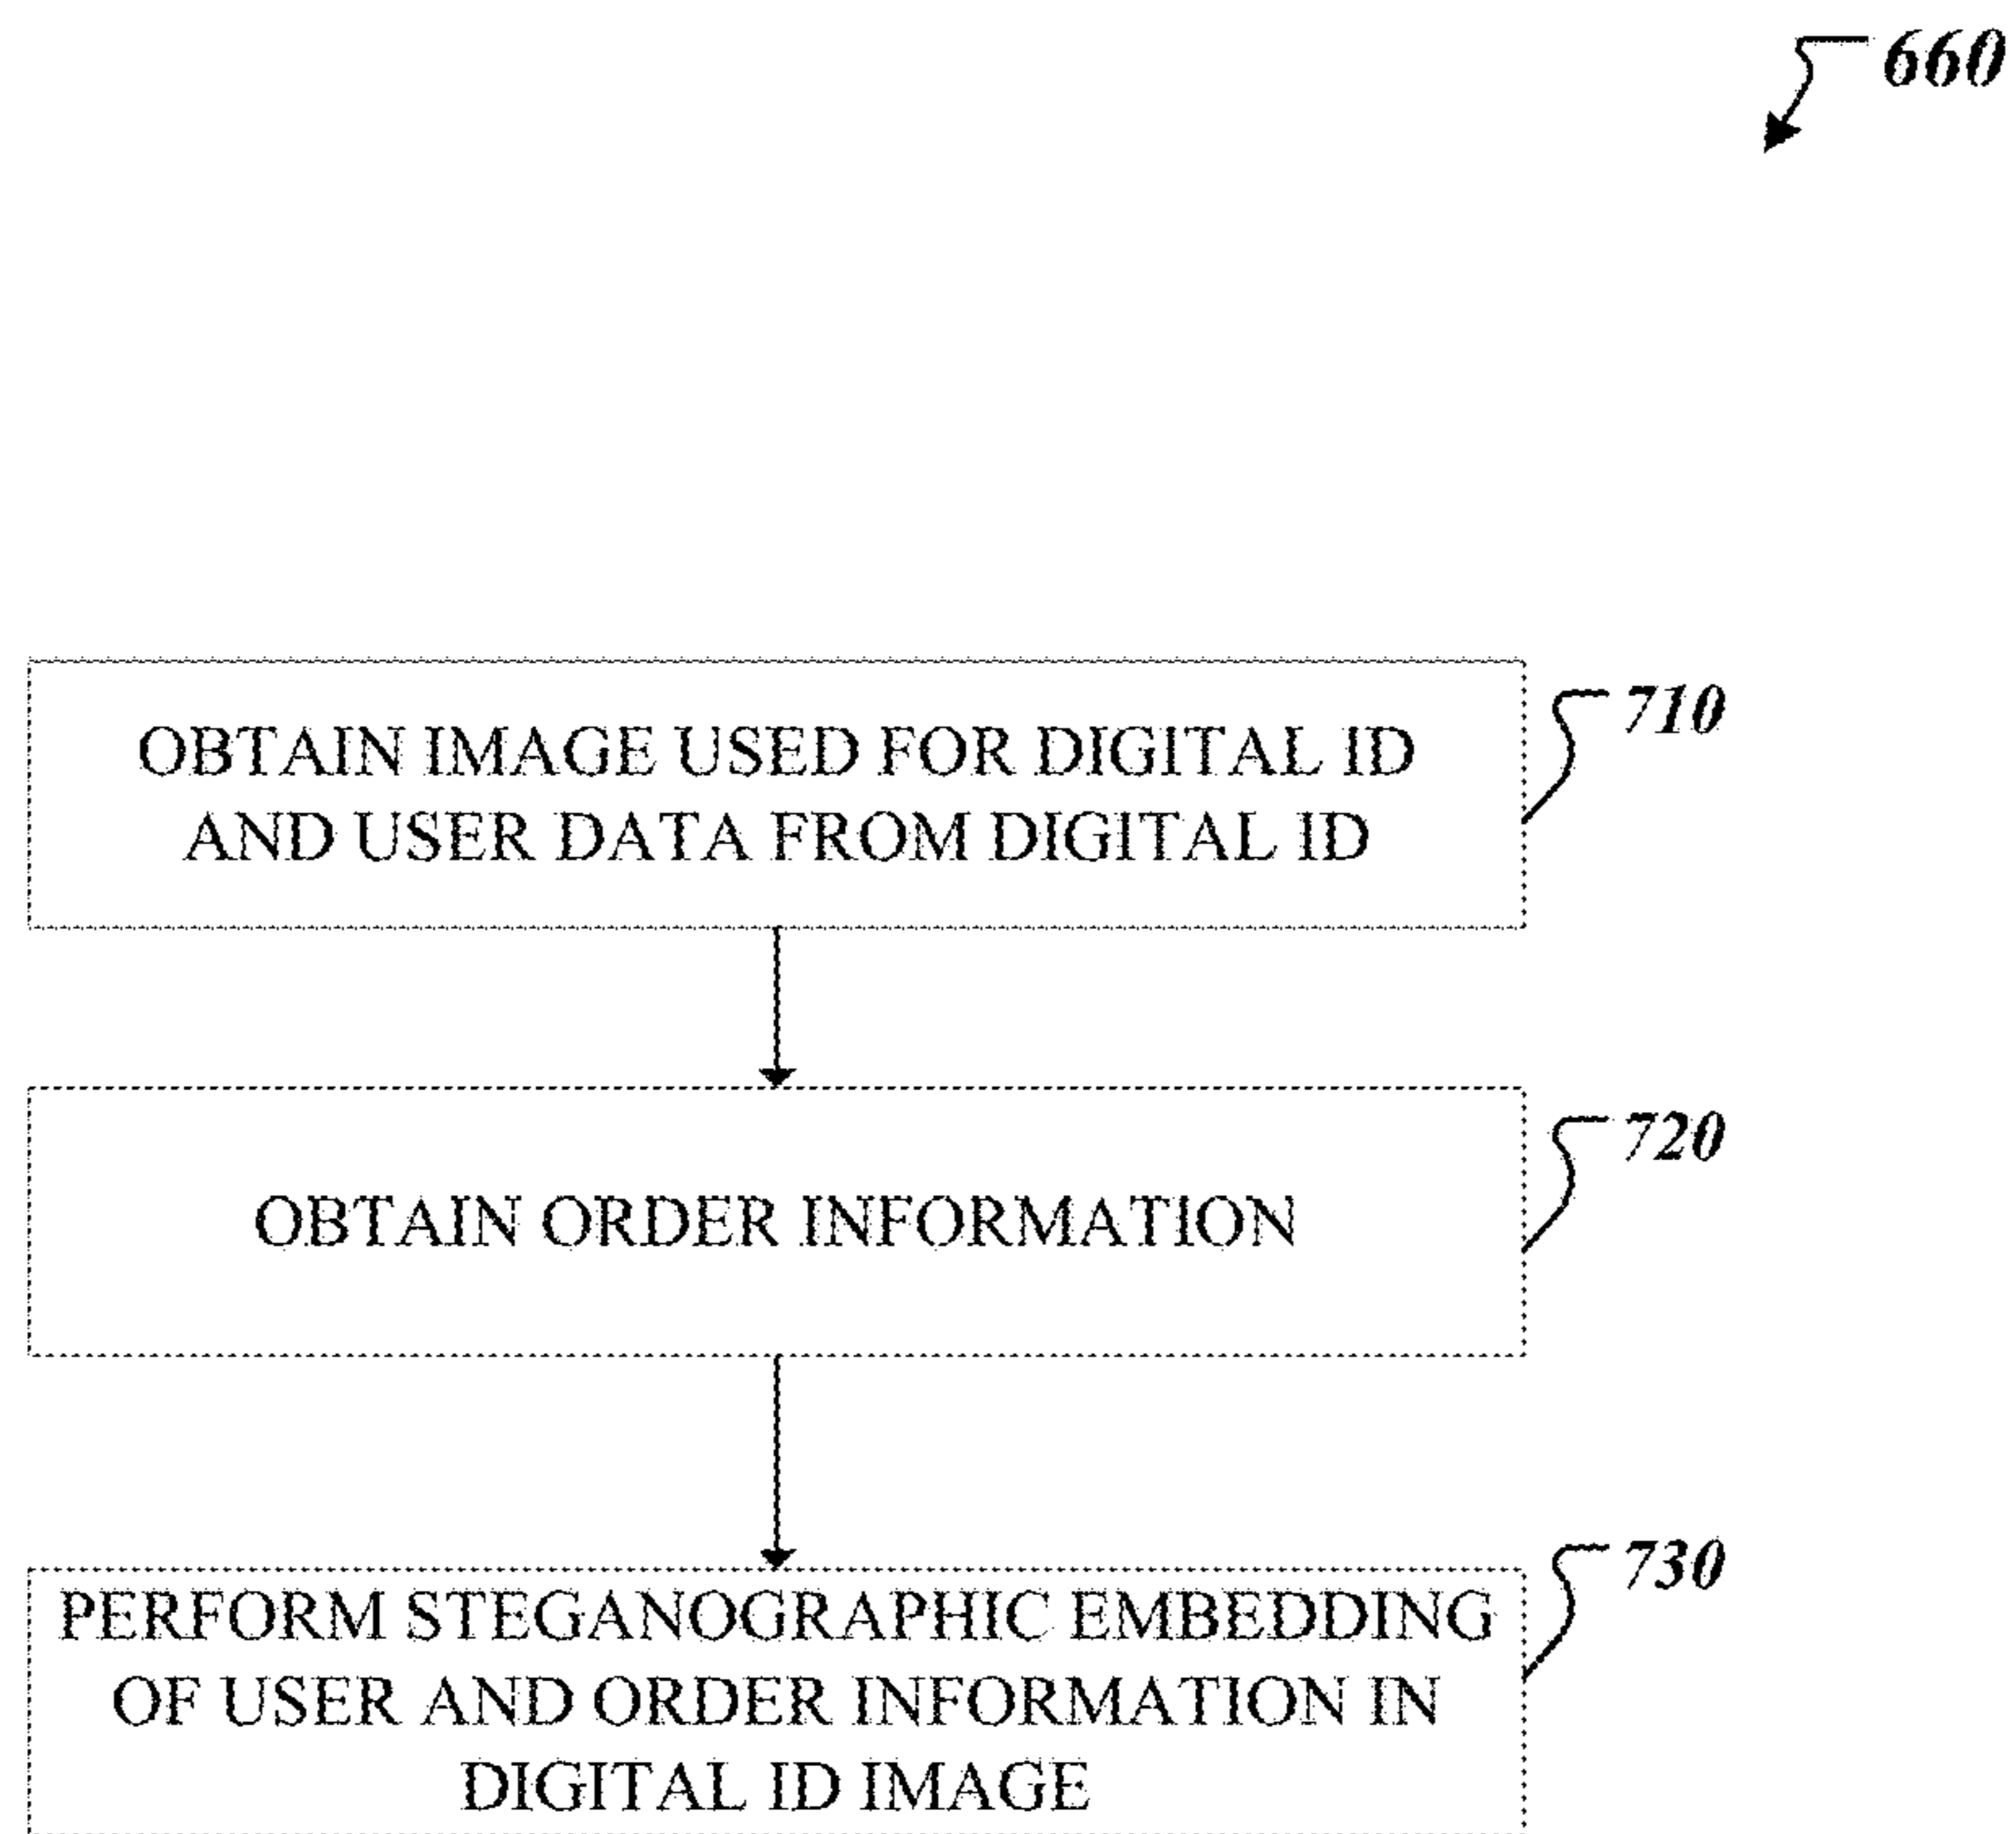 660
OBTAIN IMAGE USED FOR DIGITAL ID
AND USER DATA FROM DIGITAL ID
710
OBTAIN ORDER INFORMATION
720
PERFORM STEGANOGRAPHIC EMBEDDING
OF USER AND ORDER INFORMATION IN
DIGITAL ID IMAGE
730